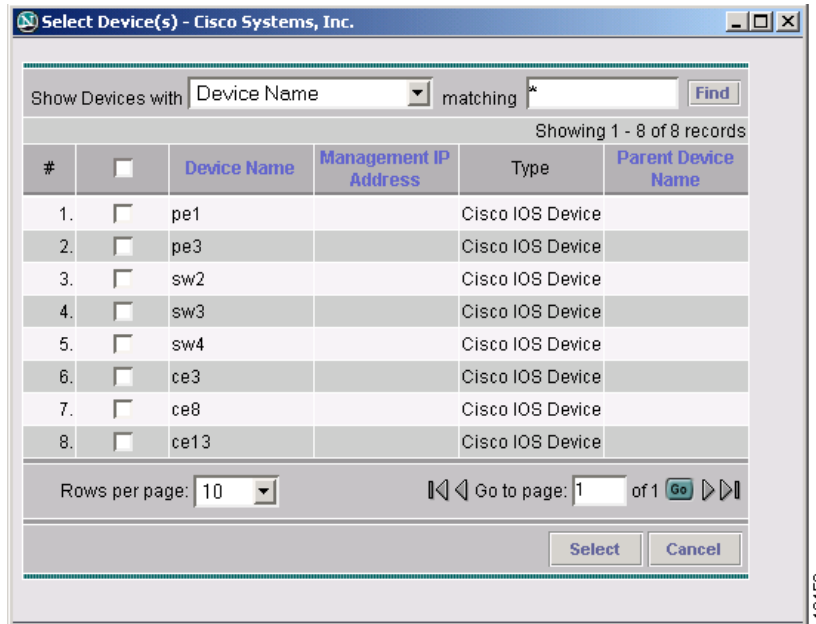 Select Device(s) - Cisco Systems, Inc.
Show Devices with Device Name matching * Find
Showing 1 - 8 of 8 records
# Device Name Management IP Address Type Parent Device Name
1. pe1 Cisco IOS Device
2. pe3 Cisco IOS Device
3. sw2 Cisco IOS Device
4. sw3 Cisco IOS Device
5. sw4 Cisco IOS Device
6. ce3 Cisco IOS Device
7. ce8 Cisco IOS Device
8. ce13 Cisco IOS Device
Rows per page: 10 Go to page: 1 of 1 Go
Select Cancel